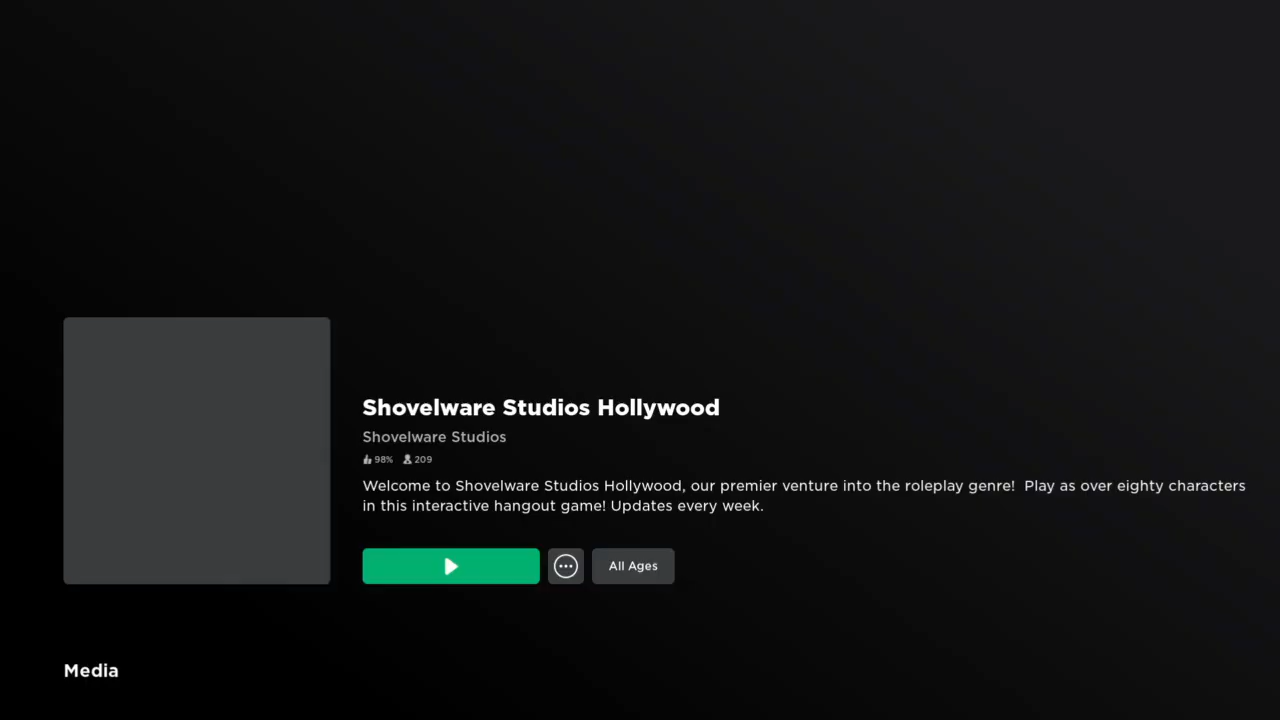 Shovelware Studios Hollywood
Shovelware Studios
98% 209
Welcome to Shovelware Studios Hollywood, our premier venture into the roleplay genre!  Play as over eighty characters
in this interactive hangout game! Updates every week.
All Ages
Media